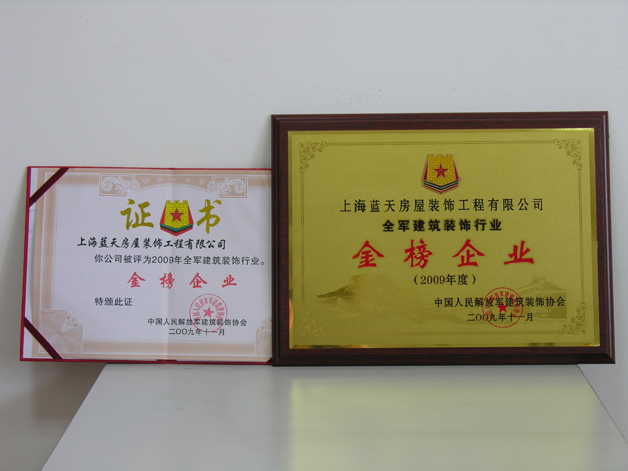 证书
上海蓝天房屋装饰工程有限公司
你公司被评为2009年全军建筑装饰行业。
金榜企业
特颁此证
中国人民解放军建筑装饰协会
二〇〇九年十一月
上海蓝天房屋装饰工程有限公司
全军建筑装饰行业
金榜企业
(2009年度)
中国人民解放军建筑装饰协会
二〇〇九年十一月